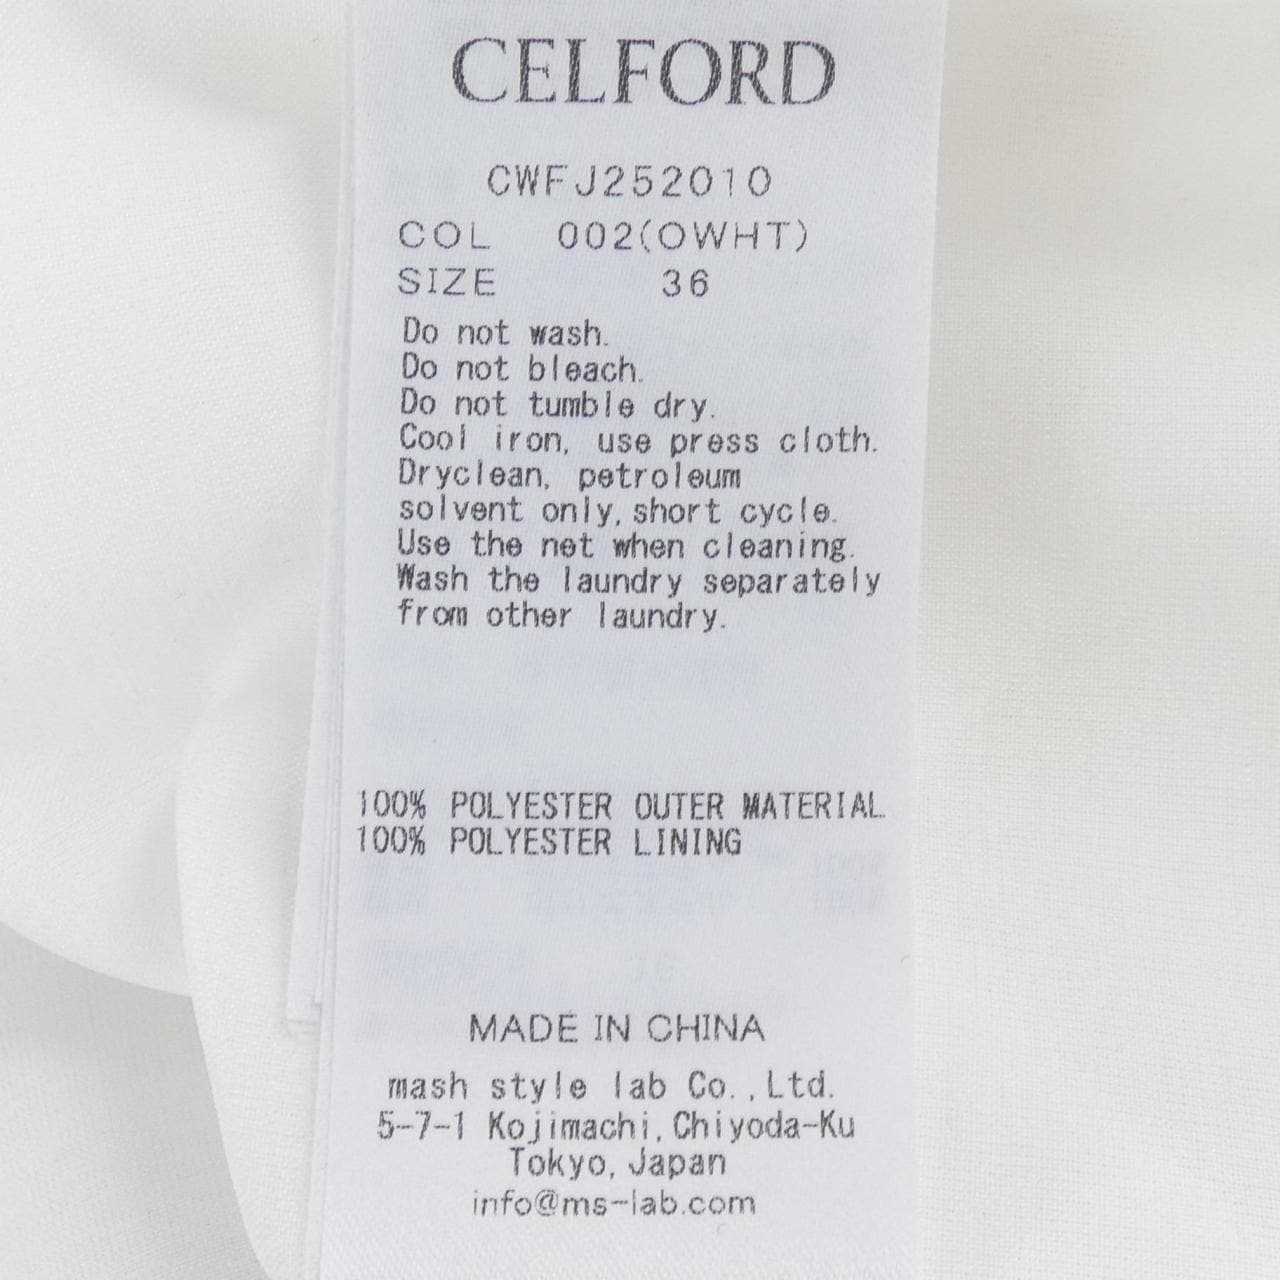 CELFORD
CWFJ252010
COL 002(OWHT)
SIZE 36
Do not wash.
Do not bleach.
Do not tumble dry.
Cool iron, use press cloth.
Dryclean, petroleum
solvent only, short cycle.
Use the net when cleaning.
Wash the laundry separately
from other laundry.
100% POLYESTER OUTER MATERIAL
100% POLYESTER LINING
MADE IN CHINA
mash style lab Co.,Ltd.
5-7-1 Kojimachi, Chiyoda-Ku
Tokyo, Japan
info@ms-lab.com